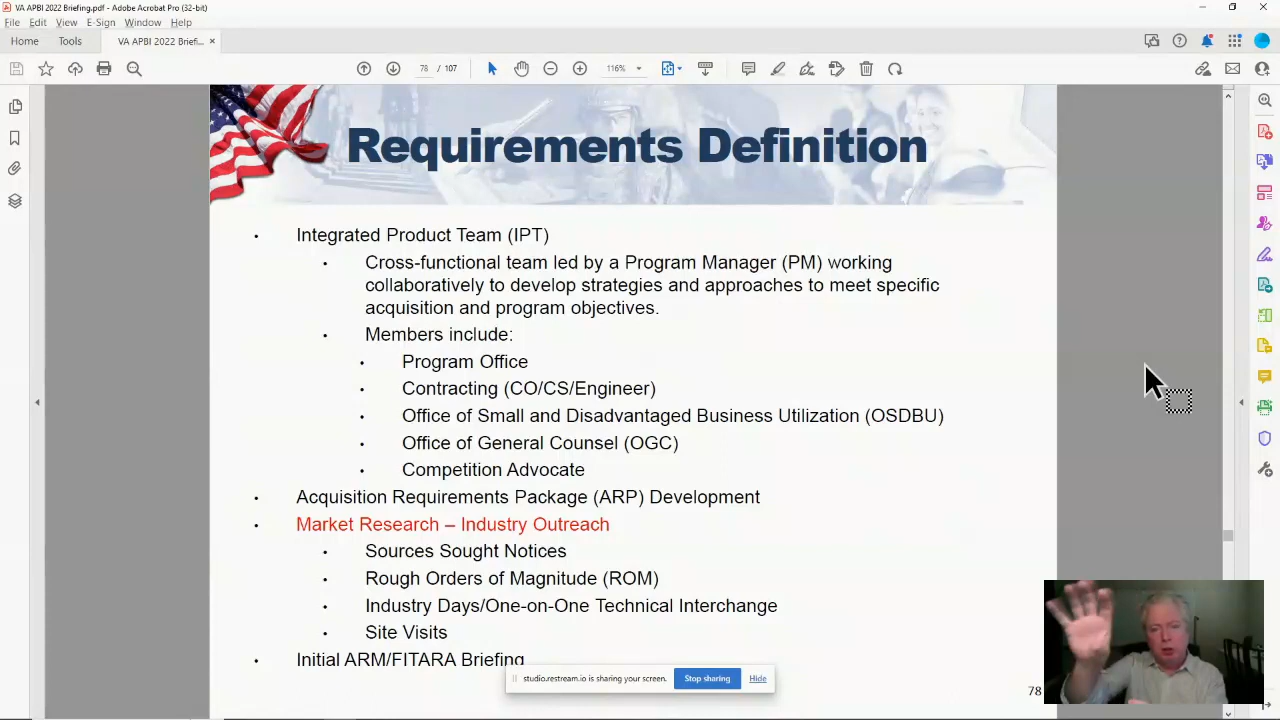 VA APBI 2022 Briefing.pdf - Adobe Acrobat Pro (32-bit)
File Edit View E-Sign Window Help
Home Tools VA APBI 2022 Briefi... ×
78 / 107 116%
Requirements Definition
• Integrated Product Team (IPT)
• Cross-functional team led by a Program Manager (PM) working
collaboratively to develop strategies and approaches to meet specific
acquisition and program objectives.
• Members include:
• Program Office
• Contracting (CO/CS/Engineer)
• Office of Small and Disadvantaged Business Utilization (OSDBU)
• Office of General Counsel (OGC)
• Competition Advocate
• Acquisition Requirements Package (ARP) Development
• Market Research – Industry Outreach
• Sources Sought Notices
• Rough Orders of Magnitude (ROM)
• Industry Days/One-on-One Technical Interchange
• Site Visits
• Initial ARM/FITARA Briefing
studio.restream.io is sharing your screen. Stop sharing Hide
78